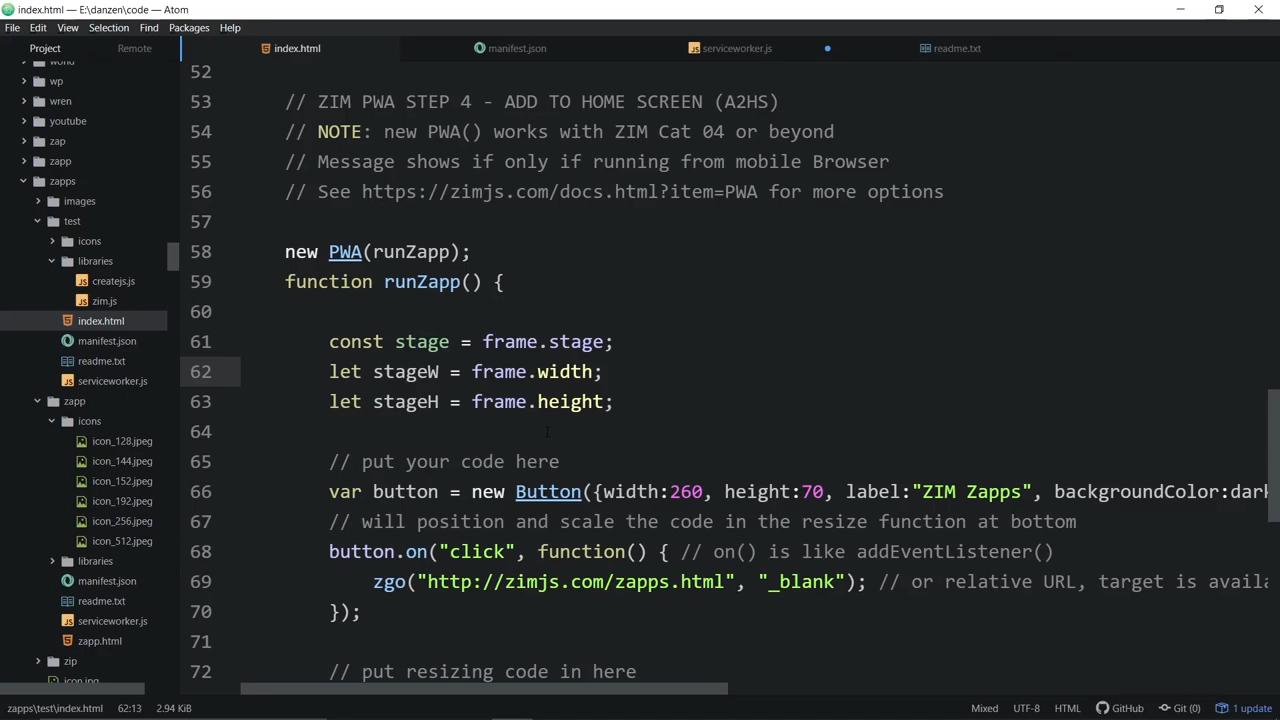 index.html — E:\danzen\code — Atom
File Edit View Selection Find Packages Help
Project Remote
index.html
manifest.json
serviceworker.js
readme.txt
world
wp
wren
youtube
zap
zapp
zapps
images
test
icons
libraries
createjs.js
zim.js
index.html
manifest.json
readme.txt
serviceworker.js
zapp
icons
icon_128.jpeg
icon_144.jpeg
icon_152.jpeg
icon_192.jpeg
icon_256.jpeg
icon_512.jpeg
libraries
manifest.json
readme.txt
serviceworker.js
zapp.html
zip
icon.jpg
52
53 // ZIM PWA STEP 4 - ADD TO HOME SCREEN (A2HS)
54 // NOTE: new PWA() works with ZIM Cat 04 or beyond
55 // Message shows if only if running from mobile Browser
56 // See https://zimjs.com/docs.html?item=PWA for more options
57
58 new PWA(runZapp);
59 function runZapp() {
60
61 const stage = frame.stage;
62 let stageW = frame.width;
63 let stageH = frame.height;
64
65 // put your code here
66 var button = new Button({width:260, height:70, label:"ZIM Zapps", backgroundColor:dark
67 // will position and scale the code in the resize function at bottom
68 button.on("click", function() { // on() is like addEventListener()
69 zgo("http://zimjs.com/zapps.html", "_blank"); // or relative URL, target is availa
70 });
71
72 // put resizing code in here
zapps\test\index.html 62:13 2.94 KiB Mixed UTF-8 HTML GitHub Git (0) 1 update